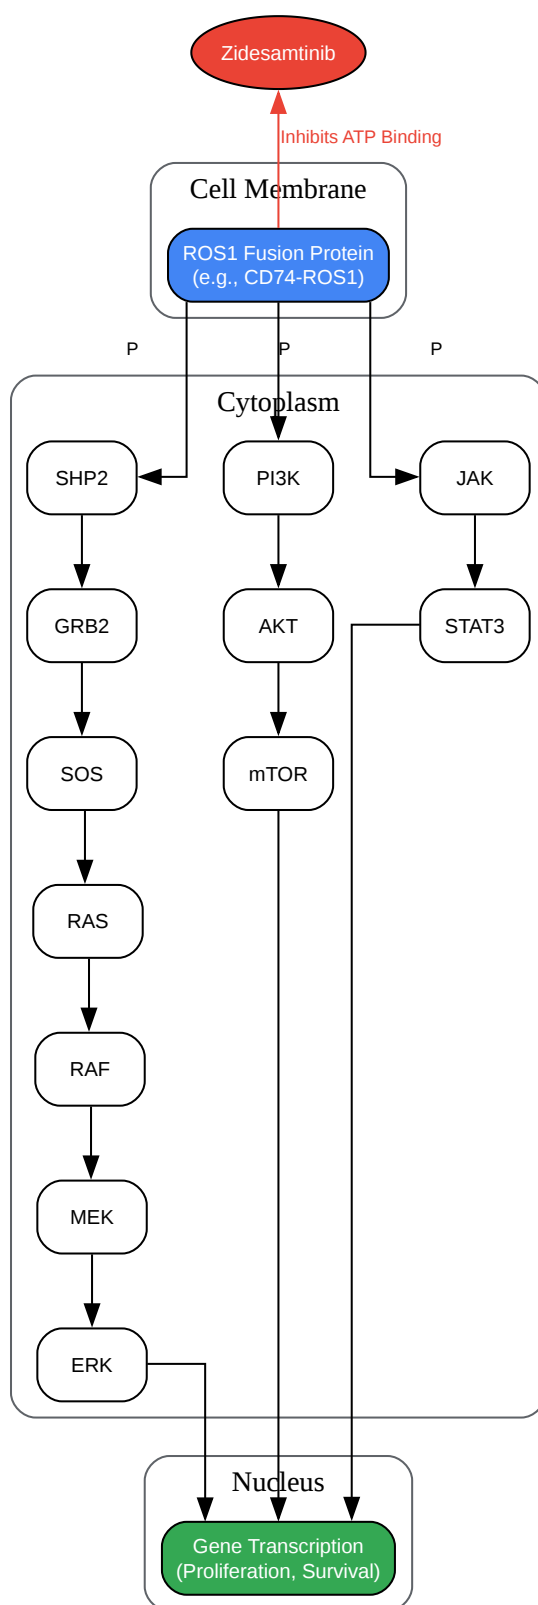 Zidesamtinib
Inhibits ATP Binding
Cell Membrane
ROS1 Fusion Protein
(e.g., CD74-ROS1)
P P P
Cytoplasm
SHP2 PI3K JAK
GRB2 AKT STAT3
SOS mTOR
RAS
RAF
MEK
ERK
Nucleus
Gene Transcription
(Proliferation, Survival)